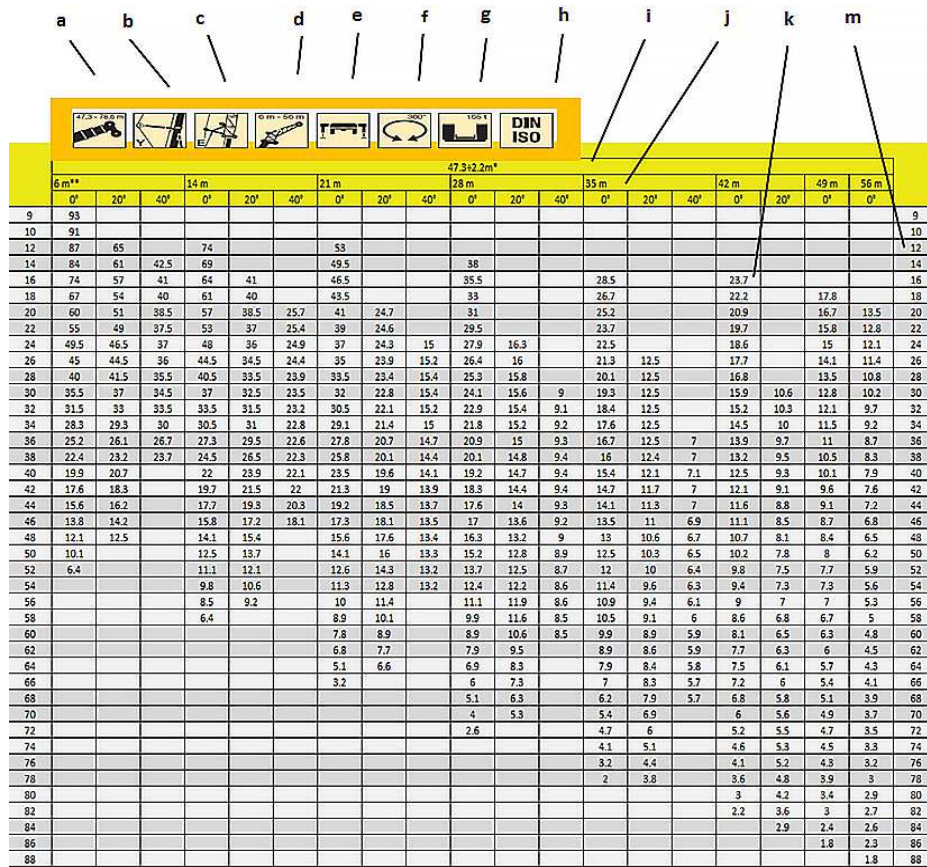 a b c d e f g h i j k m
360°
Y E DIN
ISO
47.3+2.2m*
6 m** 14 m 21 m 28 m 35 m 42 m 49 m 56 m
0° 20° 40° 0° 20° 40° 0° 20° 40° 0° 20° 40° 0° 20° 40° 0° 20° 0° 0°
9 93 9
10 91 10
12 87 65 74 53 12
14 84 61 42.5 69 49.5 38 14
16 74 57 41 64 41 46.5 35.5 28.5 23.7 16
18 67 54 40 61 40 43.5 33 26.7 22.2 17.8 18
20 60 51 38.5 57 38.5 25.7 41 24.7 31 25.2 20.9 16.7 13.5 20
22 55 49 37.5 53 37 25.4 39 24.6 29.5 23.7 19.7 15.8 12.8 22
24 49.5 46.5 37 48 36 24.9 37 24.3 15 27.9 16.3 22.5 18.6 15 12.1 24
26 45 44.5 36 44.5 34.5 24.4 35 23.9 15.2 26.4 16 21.3 12.5 17.7 14.1 11.4 26
28 40 41.5 35.5 40.5 33.5 23.9 33.5 23.4 15.4 25.3 15.8 20.1 12.5 16.8 13.5 10.8 28
30 35.5 37 34.5 37 32.5 23.5 32 22.8 15.4 24.1 15.6 9 19.3 12.5 15.9 10.6 12.8 10.2 30
32 31.5 33 33.5 33.5 31.5 23.2 30.5 22.1 15.2 22.9 15.4 9.1 18.4 12.5 15.2 10.3 12.1 9.7 32
34 28.3 29.3 30 30.5 31 22.8 29.1 21.4 15 21.8 15.2 9.2 17.6 12.5 14.5 10 11.5 9.2 34
36 25.2 26.1 26.7 27.3 29.5 22.6 27.8 20.7 14.7 20.9 15 9.3 16.7 12.5 7 13.9 9.7 11 8.7 36
38 22.4 23.2 23.7 24.5 26.5 22.3 25.8 20.1 14.4 20.1 14.8 9.4 16 12.4 7 13.2 9.5 10.5 8.3 38
40 19.9 20.7 22 23.9 22.1 23.5 19.6 14.1 19.2 14.7 9.4 15.4 12.1 7.1 12.5 9.3 10.1 7.9 40
42 17.6 18.3 19.7 21.5 22 21.3 19 13.9 18.3 14.4 9.4 14.7 11.7 7 12.1 9.1 9.6 7.6 42
44 15.6 16.2 17.7 19.3 20.3 19.2 18.5 13.7 17.6 14 9.3 14.1 11.3 7 11.6 8.8 9.1 7.2 44
46 13.8 14.2 15.8 17.2 18.1 17.3 18.1 13.5 17 13.6 9.2 13.5 11 6.9 11.1 8.5 8.7 6.8 46
48 12.1 12.5 14.1 15.4 15.6 17.6 13.4 16.3 13.2 9 13 10.6 6.7 10.7 8.1 8.4 6.5 48
50 10.1 12.5 13.7 14.1 16 13.3 15.2 12.8 8.9 12.5 10.3 6.5 10.2 7.8 8 6.2 50
52 6.4 11.1 12.1 12.6 14.3 13.2 13.7 12.5 8.7 12 10 6.4 9.8 7.5 7.7 5.9 52
54 9.8 10.6 11.3 12.8 13.2 12.4 12.2 8.6 11.4 9.6 6.3 9.4 7.3 7.3 5.6 54
56 8.5 9.2 10 11.4 11.1 11.9 8.6 10.9 9.4 6.1 9 7 7 5.3 56
58 6.4 8.9 10.1 9.9 11.6 8.5 10.5 9.1 6 8.6 6.8 6.7 5 58
60 7.8 8.9 8.9 10.6 8.5 9.9 8.9 5.9 8.1 6.5 6.3 4.8 60
62 6.8 7.7 7.9 9.5 8.9 8.6 5.9 7.7 6.3 6 4.5 62
64 5.1 6.6 6.9 8.3 7.9 8.4 5.8 7.5 6.1 5.7 4.3 64
66 3.2 6 7.3 7 8.3 5.7 7.2 6 5.4 4.1 66
68 5.1 6.3 6.2 7.9 5.7 6.8 5.8 5.1 3.9 68
70 4 5.3 5.4 6.9 6 5.6 4.9 3.7 70
72 2.6 4.7 6 5.2 5.5 4.7 3.5 72
74 4.1 5.1 4.6 5.3 4.5 3.3 74
76 3.2 4.4 4.1 5.2 4.3 3.2 76
78 2 3.8 3.6 4.8 3.9 3 78
80 3 4.2 3.4 2.9 80
82 2.2 3.6 3 2.7 82
84 2.9 2.4 2.6 84
86 1.8 2.3 86
88 1.8 88